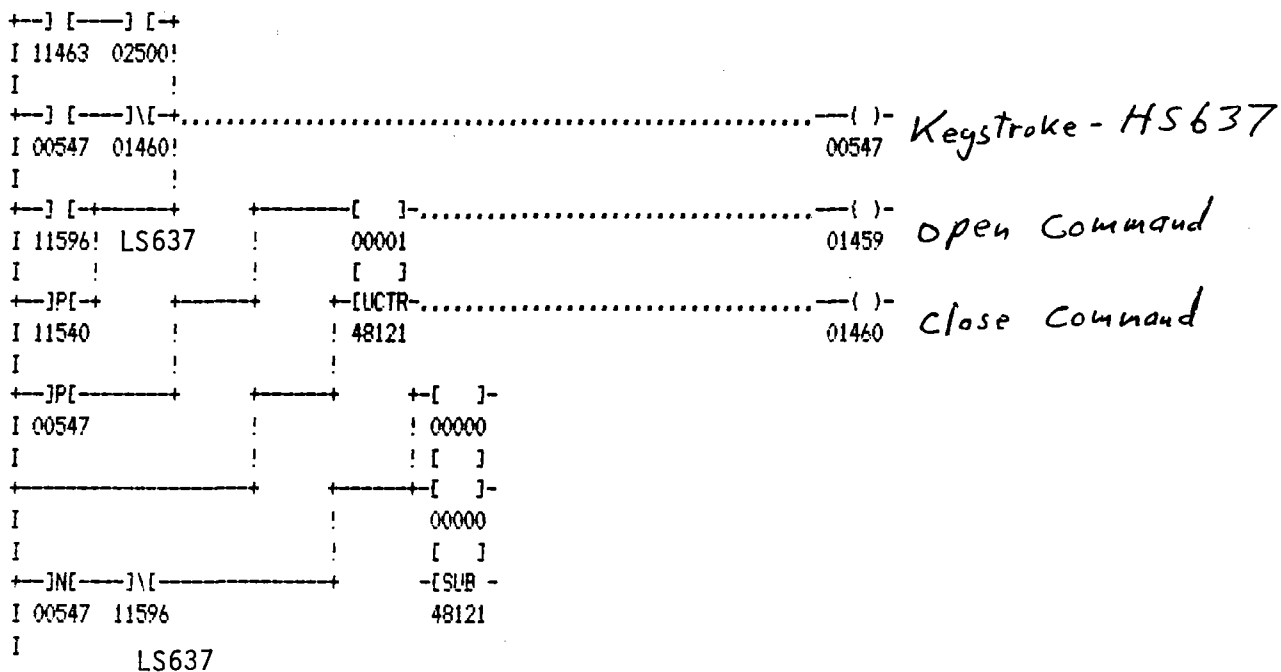 +--] [----] [-+
I 11463 02500!
I !
+--] [----]\[-+................................................---( )- Keystroke - HS637
I 00547 01460! 00547
I !
+--] [-+------+ +-------[ ]-................................---( )- open Command
I 11596! LS637 ! 00001 01459
I ! ! [ ]
+--]P[-+ +------+ +-[UCTR-................................---( )- close Command
I 11540 ! ! 48121 01460
I ! !
+--]P[--------+ +------+ +-[ ]-
I 00547 ! ! 00000
I ! ! [ ]
+-------------------+ +------+-[ ]-
I ! 00000
I ! [ ]
+--]N[----]\[-------------+ -[SUB -
I 00547 11596 48121
I LS637